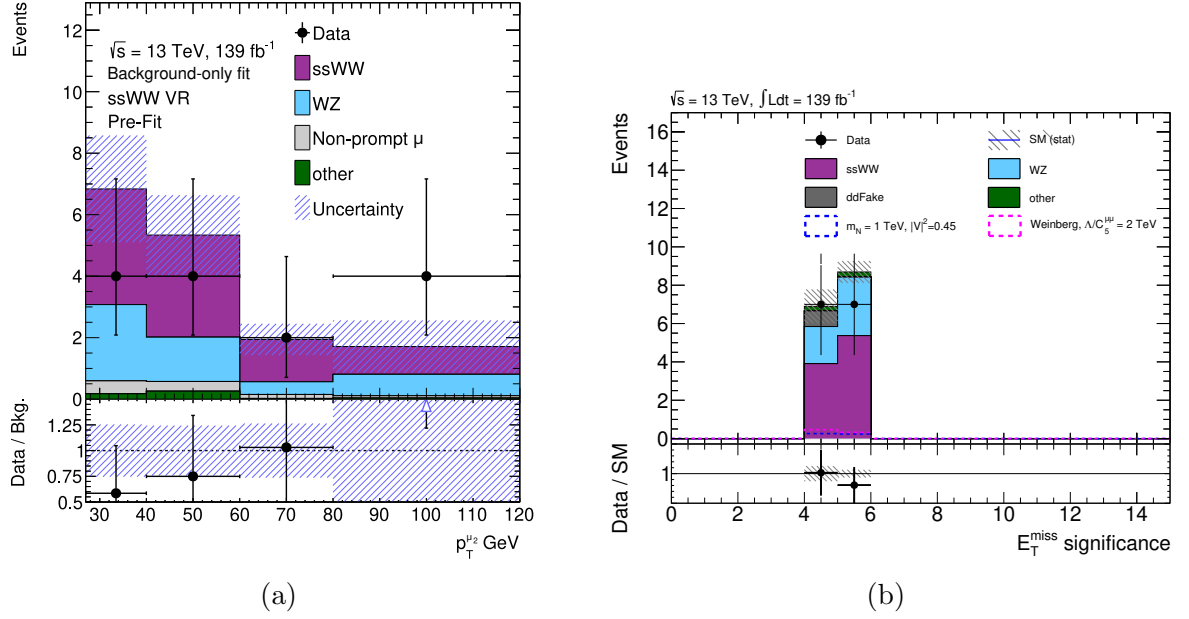 Events
12
10
8
6
4
2
0
√s = 13 TeV, 139 fb⁻¹
Background-only fit
ssWW VR
Pre-Fit
Data
ssWW
WZ
Non-prompt μ
other
Uncertainty
Data / Bkg.
1.25
1
0.75
0.5
30 40 50 60 70 80 90 100 110 120
p_T^{μ₂} GeV
(a)
√s = 13 TeV, ∫Ldt = 139 fb⁻¹
Events
16
14
12
10
8
6
4
2
0
Data
SM (stat)
ssWW
WZ
ddFake
other
m_N = 1 TeV, |V|²=0.45
Weinberg, Λ/C₅^{μμ} = 2 TeV
Data / SM
1
0 2 4 6 8 10 12 14
E_T^{miss} significance
(b)